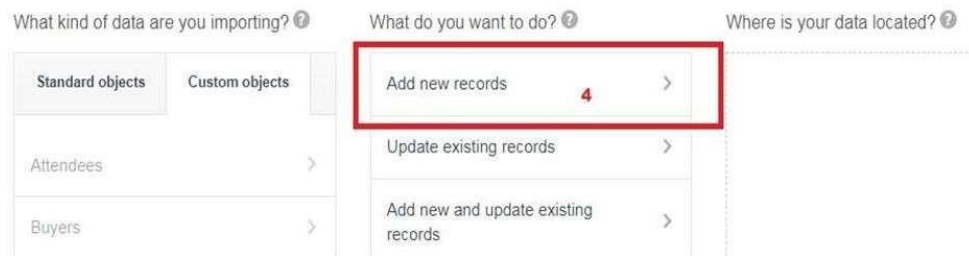 What kind of data are you importing? ?
What do you want to do? ?
Where is your data located? ?
Standard objects
Custom objects
Attendees
Buyers
Add new records
4
Update existing records
Add new and update existing
records